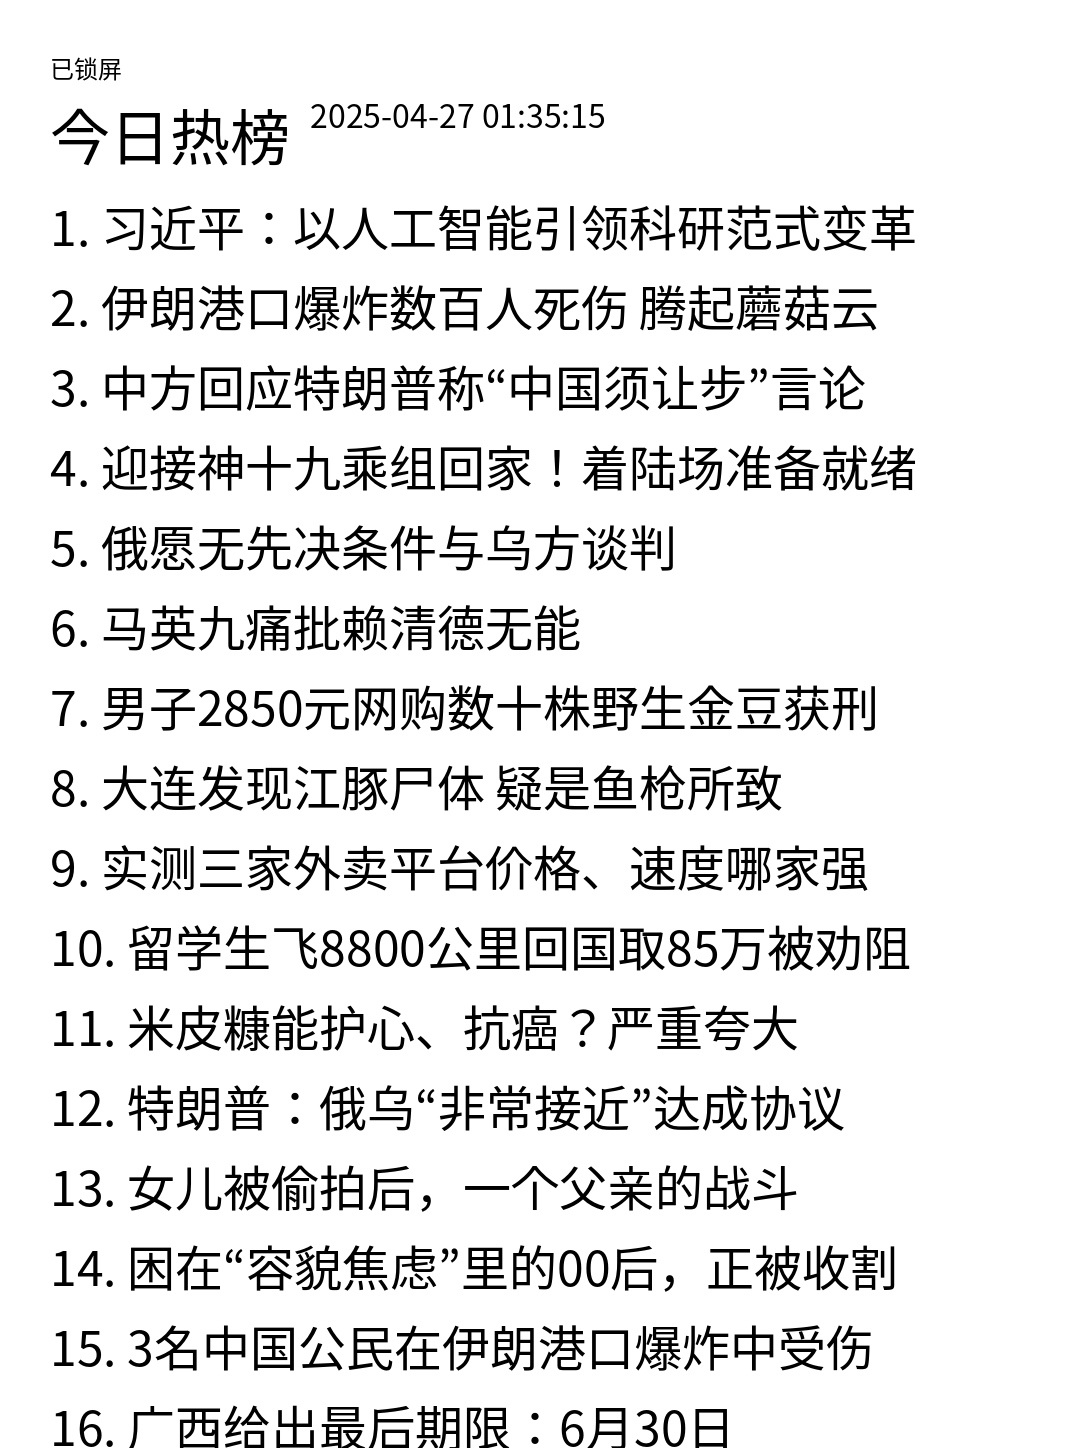 已锁屏
今日热榜 2025-04-27 01:35:15
1. 习近平：以人工智能引领科研范式变革
2. 伊朗港口爆炸数百人死伤 腾起蘑菇云
3. 中方回应特朗普称“中国须让步”言论
4. 迎接神十九乘组回家！着陆场准备就绪
5. 俄愿无先决条件与乌方谈判
6. 马英九痛批赖清德无能
7. 男子2850元网购数十株野生金豆获刑
8. 大连发现江豚尸体 疑是鱼枪所致
9. 实测三家外卖平台价格、速度哪家强
10. 留学生飞8800公里回国取85万被劝阻
11. 米皮糠能护心、抗癌？严重夸大
12. 特朗普：俄乌“非常接近”达成协议
13. 女儿被偷拍后，一个父亲的战斗
14. 困在“容貌焦虑”里的00后，正被收割
15. 3名中国公民在伊朗港口爆炸中受伤
16. 广西给出最后期限：6月30日